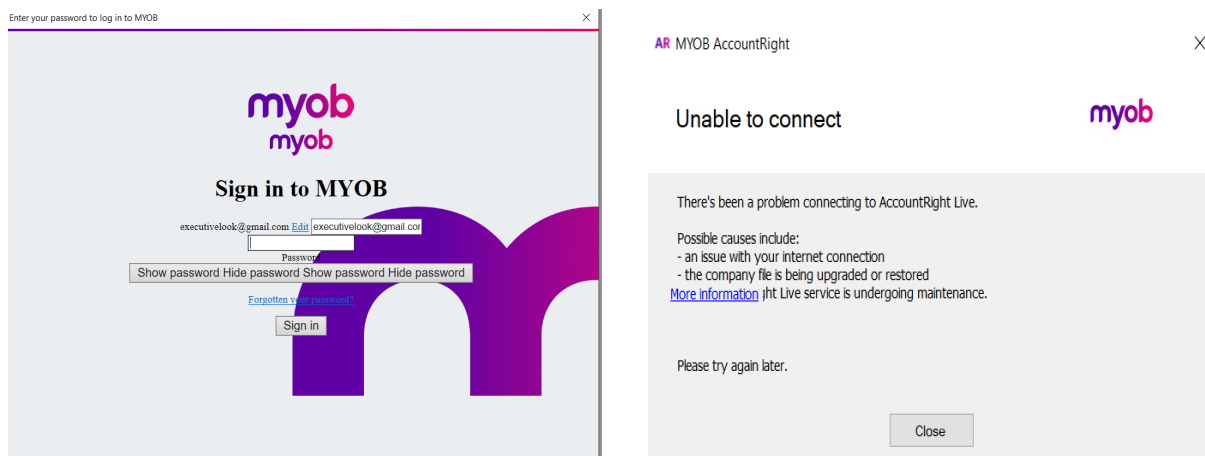 Enter your password to log in to MYOB
myob
myob
Sign in to MYOB
executivelook@gmail.com Edit executivelook@gmail.cor
Password
Show password Hide password Show password Hide password
Forgotten your password?
Sign in
AR MYOB AccountRight
Unable to connect
myob
There's been a problem connecting to AccountRight Live.
Possible causes include:
- an issue with your internet connection
- the company file is being upgraded or restored
More information ght Live service is undergoing maintenance.
Please try again later.
Close